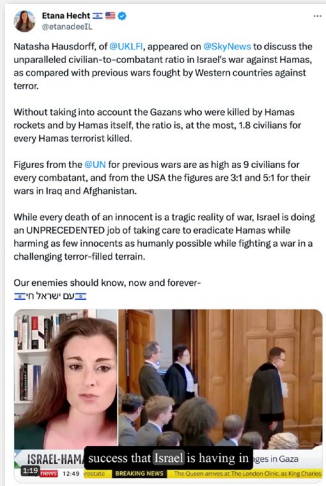 Etana Hecht
@etanadeeIL
Natasha Hausdorff, of @UKLFI, appeared on @SkyNews to discuss the
unparalleled civilian-to-combatant ratio in Israel's war against Hamas,
as compared with previous wars fought by Western countries against
terror.
Without taking into account the Gazans who were killed by Hamas
rockets and by Hamas itself, the ratio is, at the most, 1.8 civilians for
every Hamas terrorist killed.
Figures from the @UN for previous wars are as high as 9 civilians for
every combatant, and from the USA the figures are 3:1 and 5:1 for their
wars in Iraq and Afghanistan.
While every death of an innocent is a tragic reality of war, Israel is doing
an UNPRECEDENTED job of taking care to eradicate Hamas while
harming as few innocents as humanly possible while fighting a war in a
challenging terror-filled terrain.
Our enemies should know, now and forever-
עם ישראל חי
success that Israel is having in
ISRAEL-HAM ges in Gaza
1:19 news 12:49 rostate BREAKING NEWS The Queen arrives at The London Clinic, as King Charles